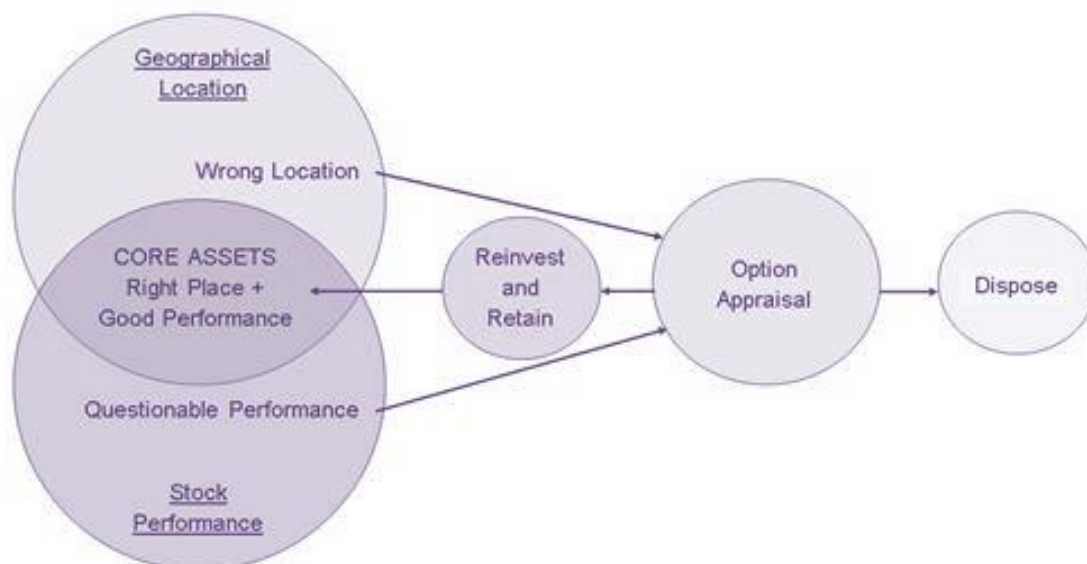 Geographical
Location
Wrong Location
CORE ASSETS
Right Place +
Good Performance
Questionable Performance
Stock
Performance
Reinvest
and
Retain
Option
Appraisal
Dispose